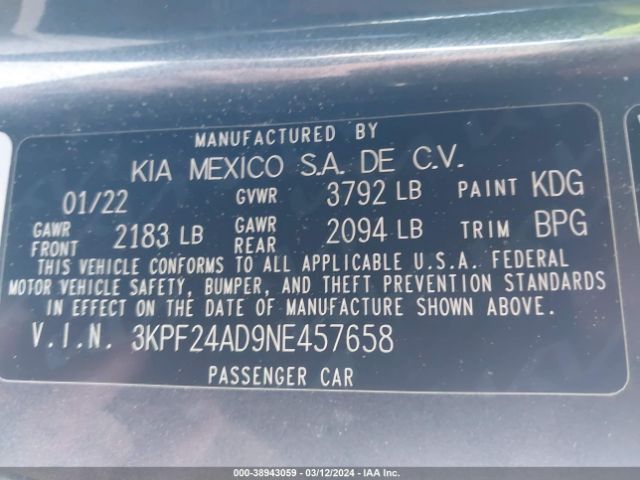 MANUFACTURED BY
KIA MEXICO S.A. DE C.V.
01/22 GVWR 3792 LB PAINT KDG
GAWR FRONT 2183 LB GAWR REAR 2094 LB TRIM BPG
THIS VEHICLE CONFORMS TO ALL APPLICABLE U.S.A. FEDERAL
MOTOR VEHICLE SAFETY, BUMPER, AND THEFT PREVENTION STANDARDS
IN EFFECT ON THE DATE OF MANUFACTURE SHOWN ABOVE.
V.I.N. 3KPF24AD9NE457658
PASSENGER CAR
000-38943059 - 03/12/2024 - IAA Inc.